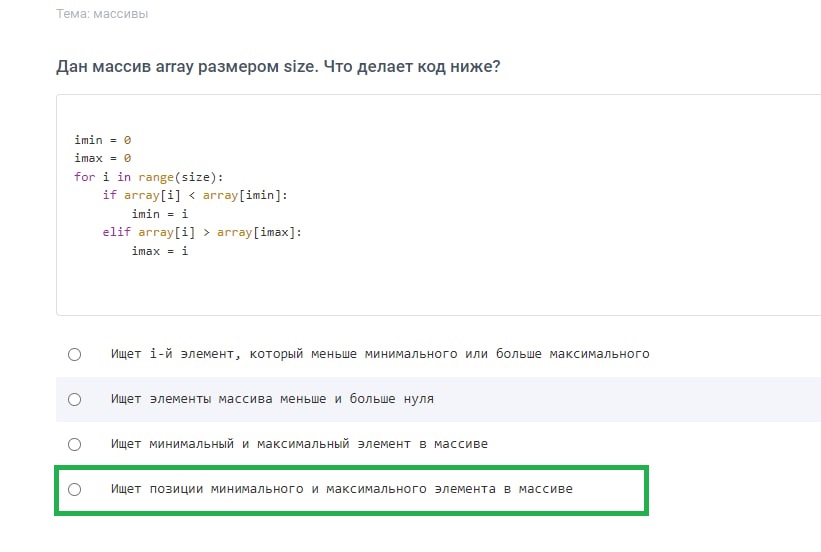 Тема: массивы
Дан массив array размером size. Что делает код ниже?
imin = 0
imax = 0
for i in range(size):
    if array[i] < array[imin]:
        imin = i
    elif array[i] > array[imax]:
        imax = i
Ищет i-й элемент, который меньше минимального или больше максимального
Ищет элементы массива меньше и больше нуля
Ищет минимальный и максимальный элемент в массиве
Ищет позиции минимального и максимального элемента в массиве